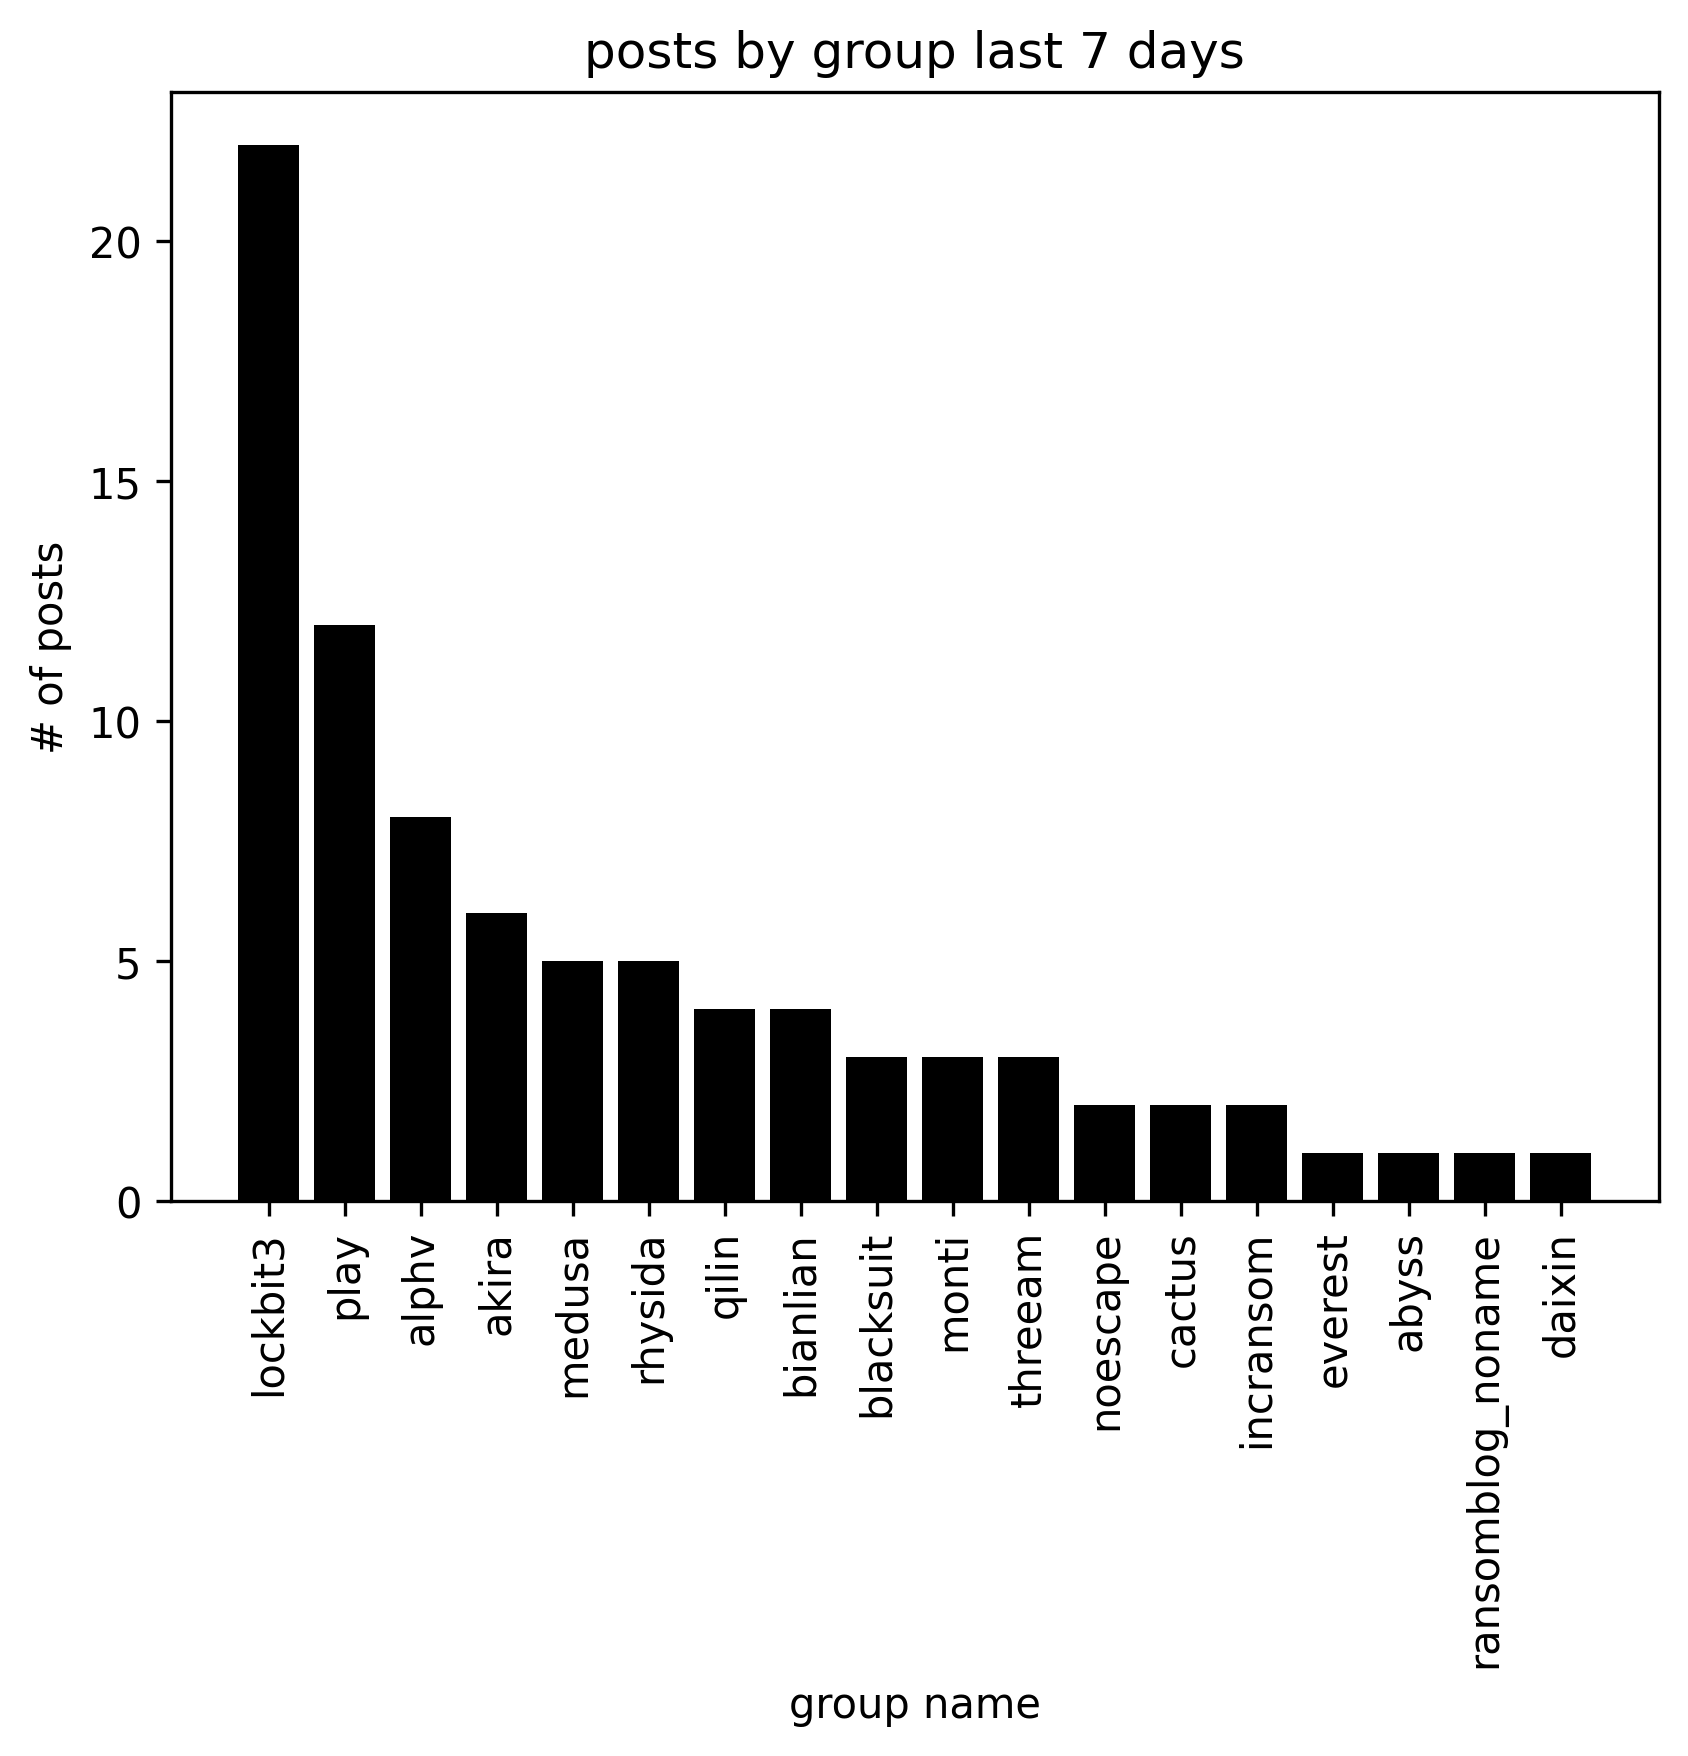 posts by group last 7 days
# of posts
20
15
10
5
0
lockbit3
play
alphv
akira
medusa
rhysida
qilin
bianlian
blacksuit
monti
threeam
noescape
cactus
incransom
everest
abyss
ransomblog_noname
daixin
group name